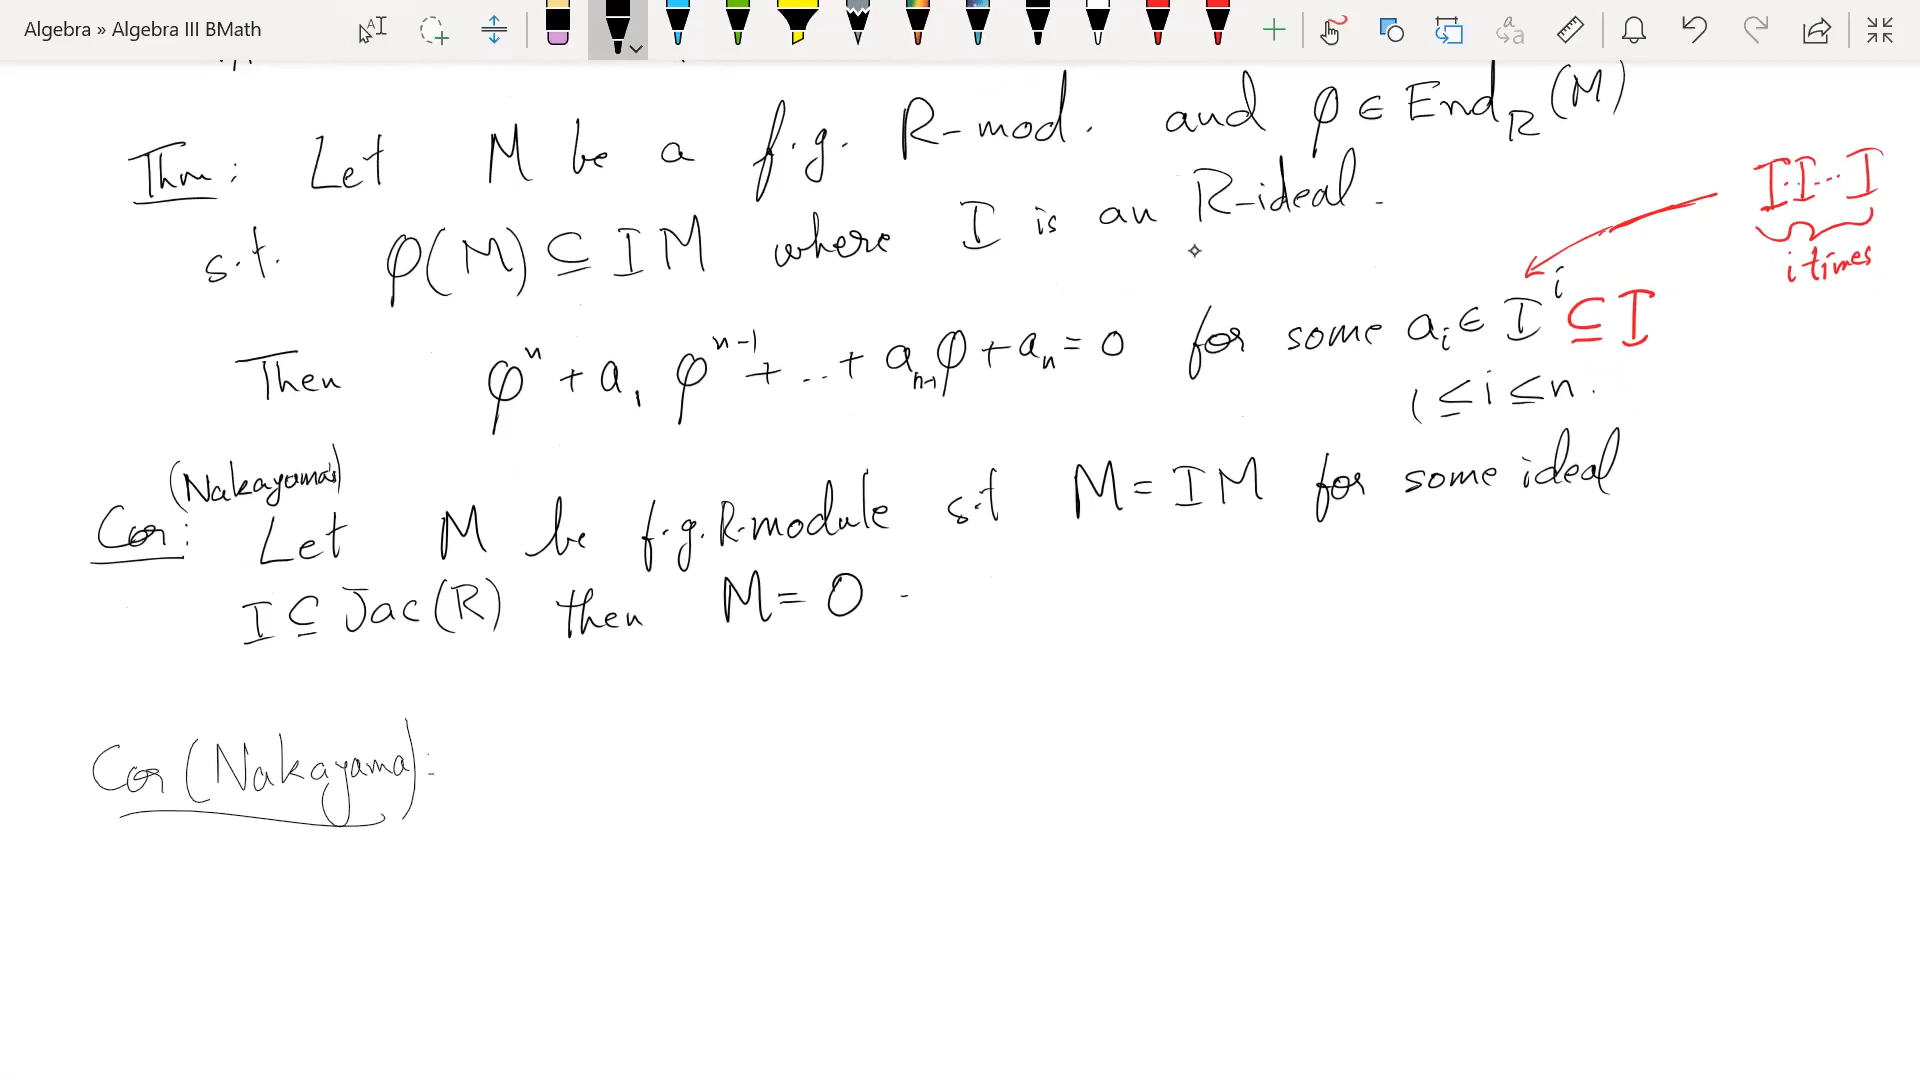 Algebra » Algebra III BMath
Thm: Let M be a f.g. R-mod. and φ ∈ End_R(M)
s.t. φ(M) ⊆ IM where I is an R-ideal.
I·I···I
i times
Then φ^n + a_1 φ^{n-1} + ... + a_{n-1} φ + a_n = 0 for some a_i ∈ I^i ⊆ I
1 ≤ i ≤ n.
(Nakayama's)
Cor: Let M be f.g. R-module s.t M = IM for some ideal
I ⊆ Jac(R) then M = 0.
Cor (Nakayama):